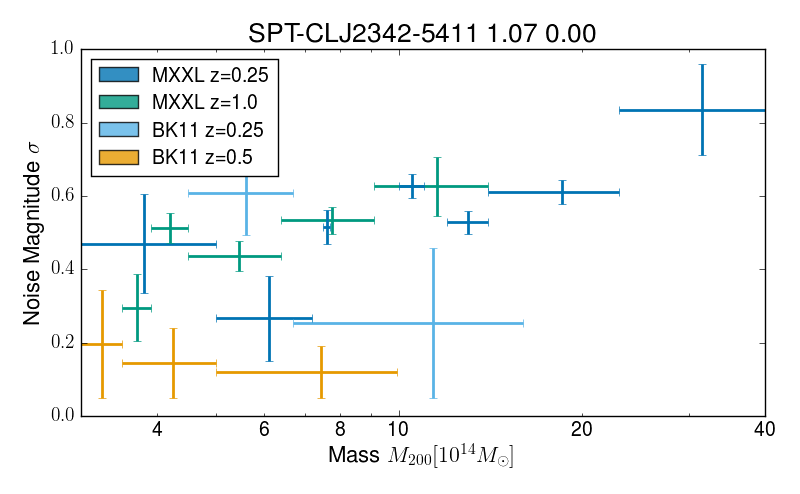 SPT-CLJ2342-5411 1.07 0.00
1.0
0.8
0.6
0.4
0.2
0.0
Noise Magnitude σ
MXXL z=0.25
MXXL z=1.0
BK11 z=0.25
BK11 z=0.5
4 6 8 10 20 40
Mass M₂₀₀[10¹⁴M☉]